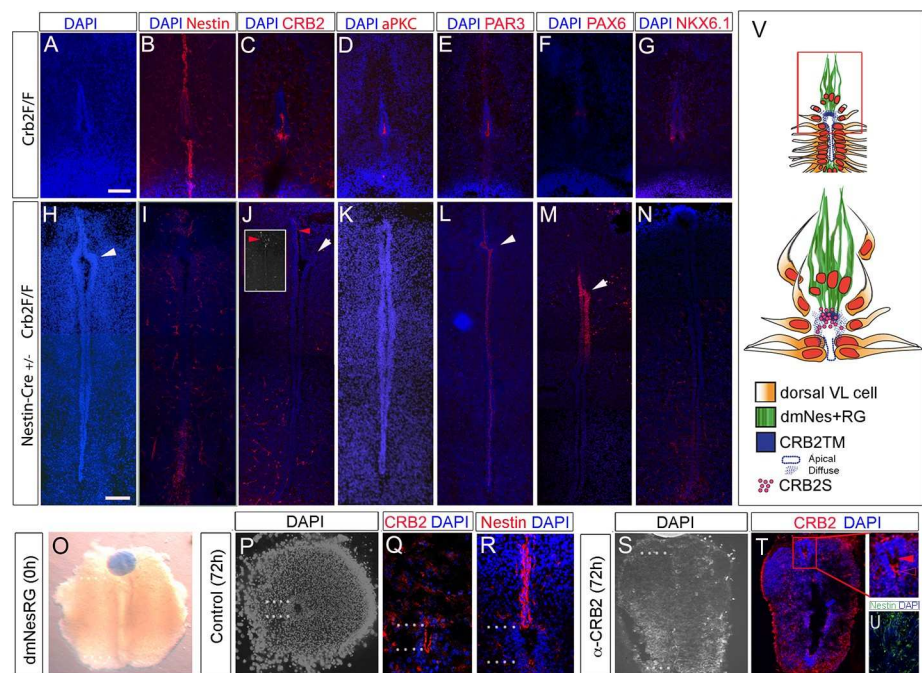 DAPI
DAPI Nestin
DAPI CRB2
DAPI aPKC
DAPI PAR3
DAPI PAX6
DAPI NKX6.1
A
B
C
D
E
F
G
V
Crb2F/F
H
I
J
K
L
M
N
Nestin-Cre +/- Crb2F/F
dorsal VL cell
dmNes+RG
CRB2TM
Apical
Diffuse
CRB2S
dmNesRG (0h)
O
Control (72h)
DAPI
P
CRB2 DAPI
Q
Nestin DAPI
R
α-CRB2 (72h)
DAPI
S
CRB2 DAPI
T
Nestin DAPI
U